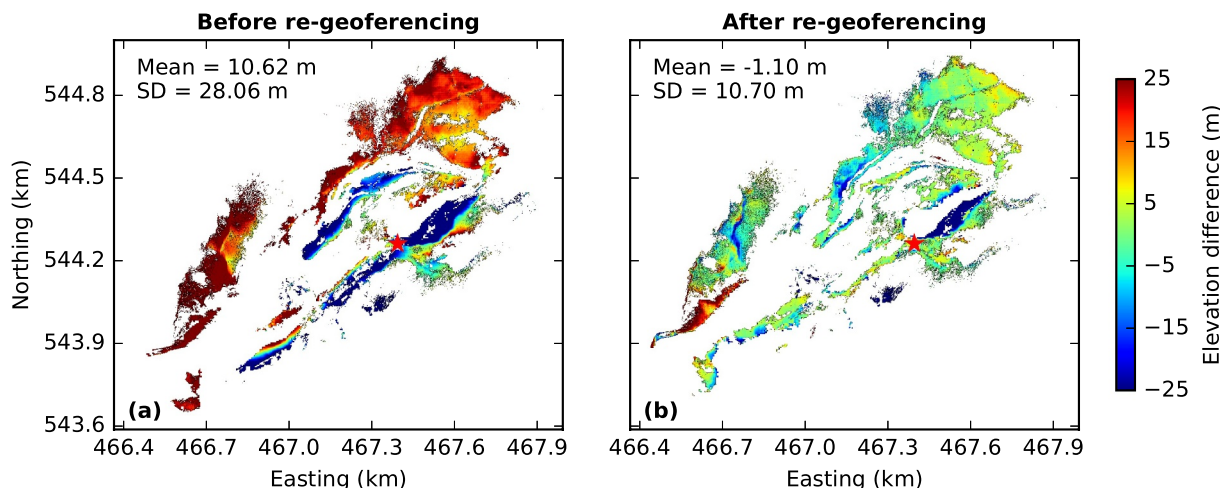 Before re-geoferencing
After re-geoferencing
Mean = 10.62 m
SD = 28.06 m
Mean = -1.10 m
SD = 10.70 m
544.8
544.5
544.2
543.9
543.6
Northing (km)
(a)
(b)
466.4 466.7 467.0 467.3 467.6 467.9
466.4 466.7 467.0 467.3 467.6 467.9
Easting (km)
Easting (km)
25
15
5
−5
−15
−25
Elevation difference (m)